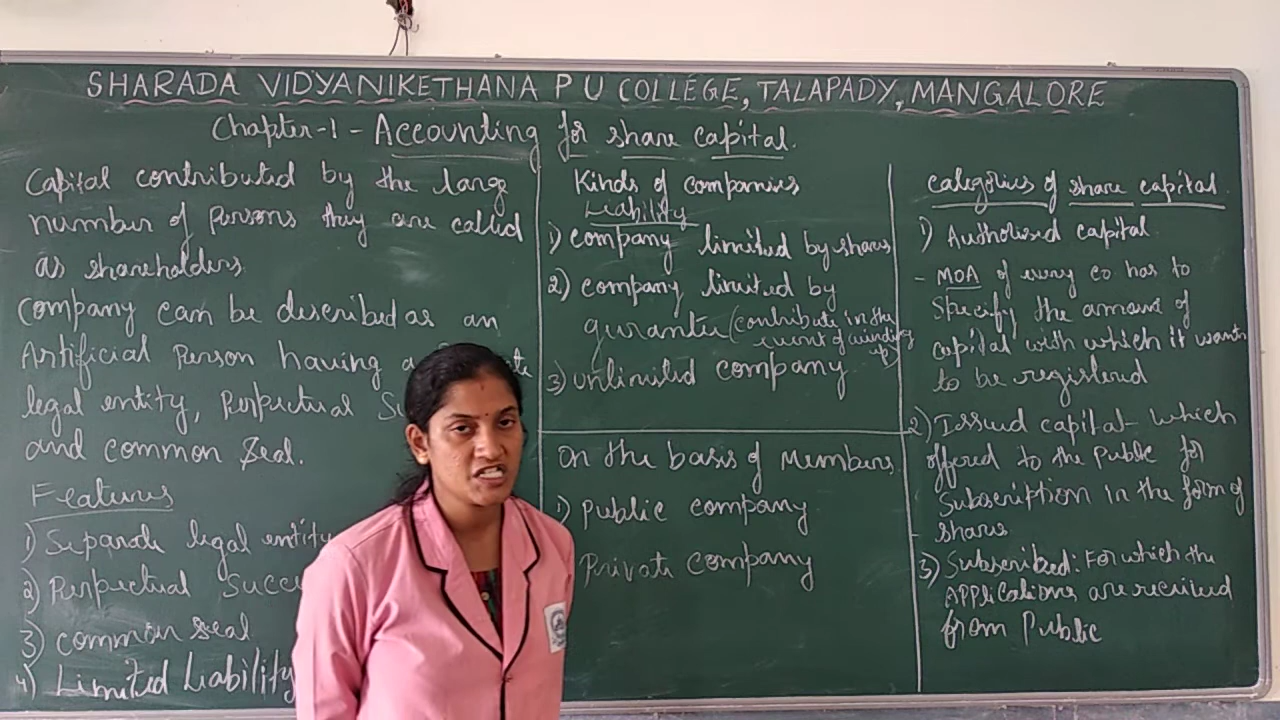 SHARADA VIDYANIKETHANA P U COLLEGE, TALAPADY, MANGALORE
Chapter-1 - Accounting for share capital.
Capital contributed by the large
number of persons they are called
as shareholders.
Company can be described as an
Artificial Person having a
legal entity, Perpetual
and common seal.
Features
1) Separate legal entity
2) Perpetual Succe
3) common seal
4) Limited Liability
Kinds of companies
Liability
1) company limited by shares
2) company limited by
gurantee (contribute in the
event of winding
up)
3) Unlimited company
On the basis of Members
1) Public company
Private company
Categories of share capital.
1) Authorised capital.
- MOA of every co has to
specify the amount of
capital with which it wants
to be registered
2) Issued capital - which
offered to the public for
Subscription in the form of
shares
3) Subscribed: For which the
Applications are received
from Public